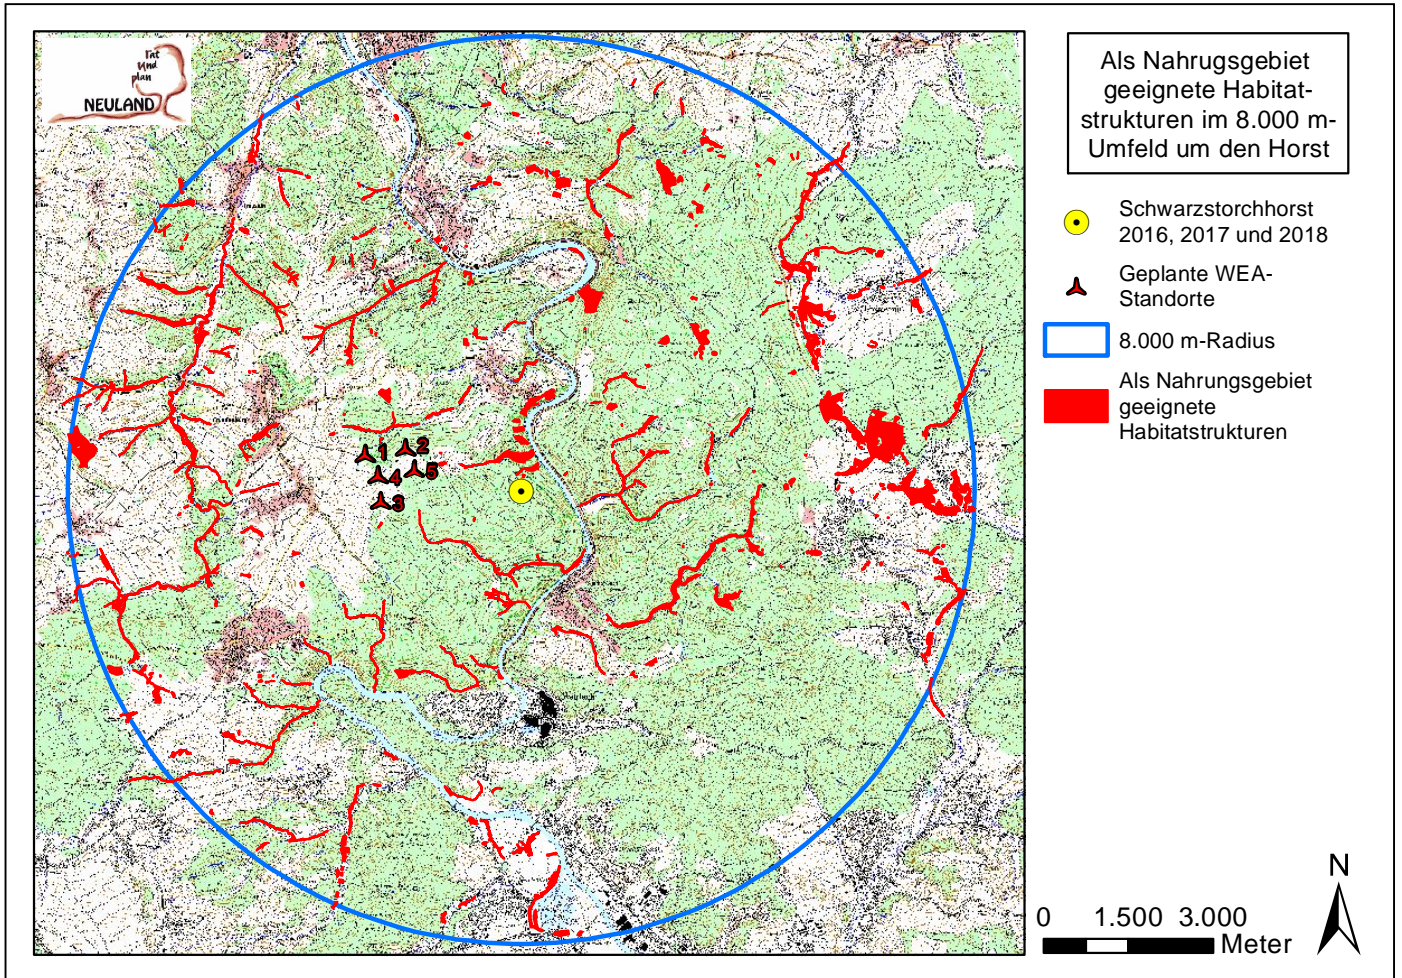 rat
und
plan
NEULAND
Als Nahrugsgebiet
geeignete Habitat-
strukturen im 8.000 m-
Umfeld um den Horst
Schwarzstorchhorst
2016, 2017 und 2018
Geplante WEA-
Standorte
8.000 m-Radius
Als Nahrungsgebiet
geeignete
Habitatstrukturen
1
2
4
5
3
N
0 1.500 3.000
Meter